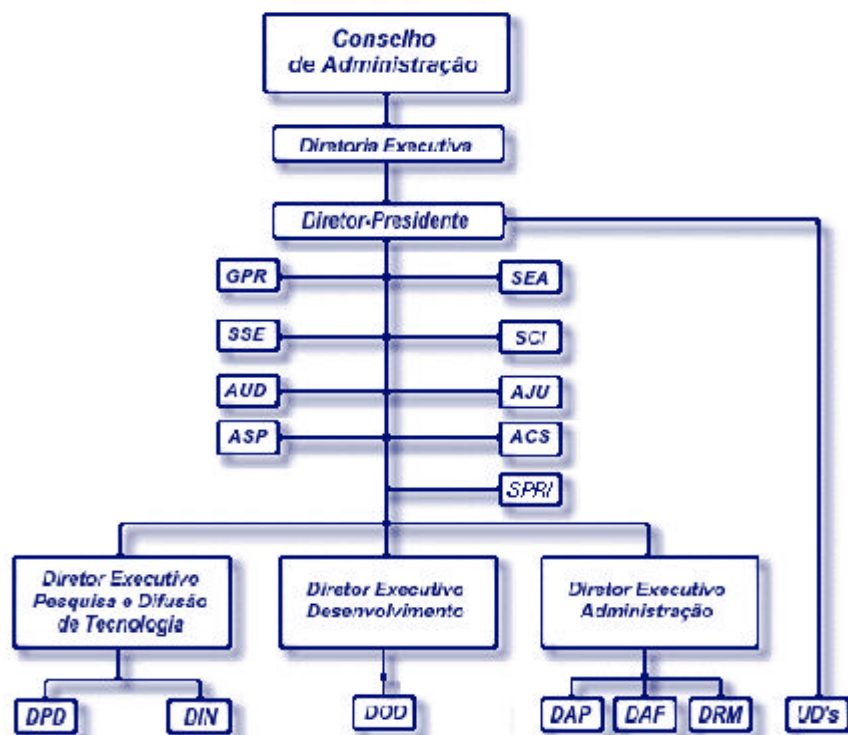 Conselho
de Administração
Diretoria Executiva
Diretor-Presidente
GPR
SEA
SSE
SCI
AUD
AJU
ASP
ACS
SPRI
Diretor Executivo
Pesquisa e Difusão
de Tecnologia
Diretor Executivo
Desenvolvimento
Diretor Executivo
Administração
DPD
DIN
DOD
DAP
DAF
DRM
UD's